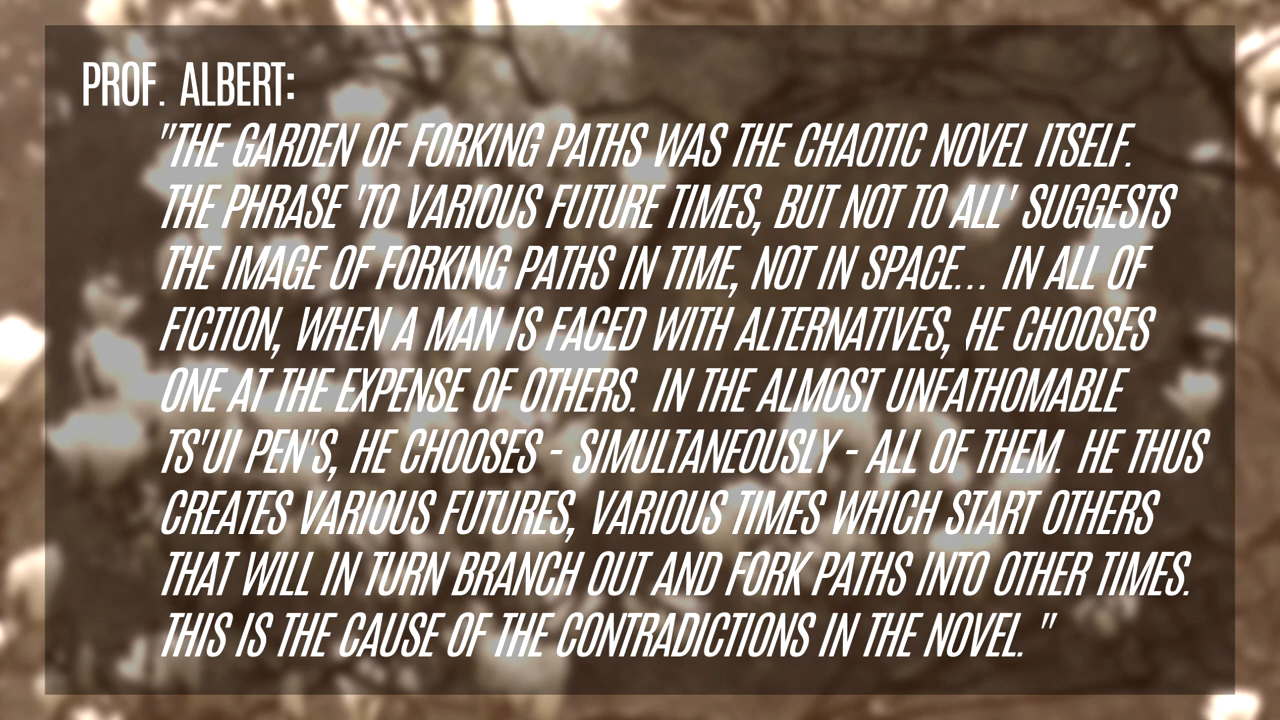 PROF. ALBERT:
"THE GARDEN OF FORKING PATHS WAS THE CHAOTIC NOVEL ITSELF.
THE PHRASE 'TO VARIOUS FUTURE TIMES, BUT NOT TO ALL' SUGGESTS
THE IMAGE OF FORKING PATHS IN TIME, NOT IN SPACE... IN ALL OF
FICTION, WHEN A MAN IS FACED WITH ALTERNATIVES, HE CHOOSES
ONE AT THE EXPENSE OF OTHERS. IN THE ALMOST UNFATHOMABLE
TS'UI PEN'S, HE CHOOSES - SIMULTANEOUSLY - ALL OF THEM. HE THUS
CREATES VARIOUS FUTURES, VARIOUS TIMES WHICH START OTHERS
THAT WILL IN TURN BRANCH OUT AND FORK PATHS INTO OTHER TIMES.
THIS IS THE CAUSE OF THE CONTRADICTIONS IN THE NOVEL. "